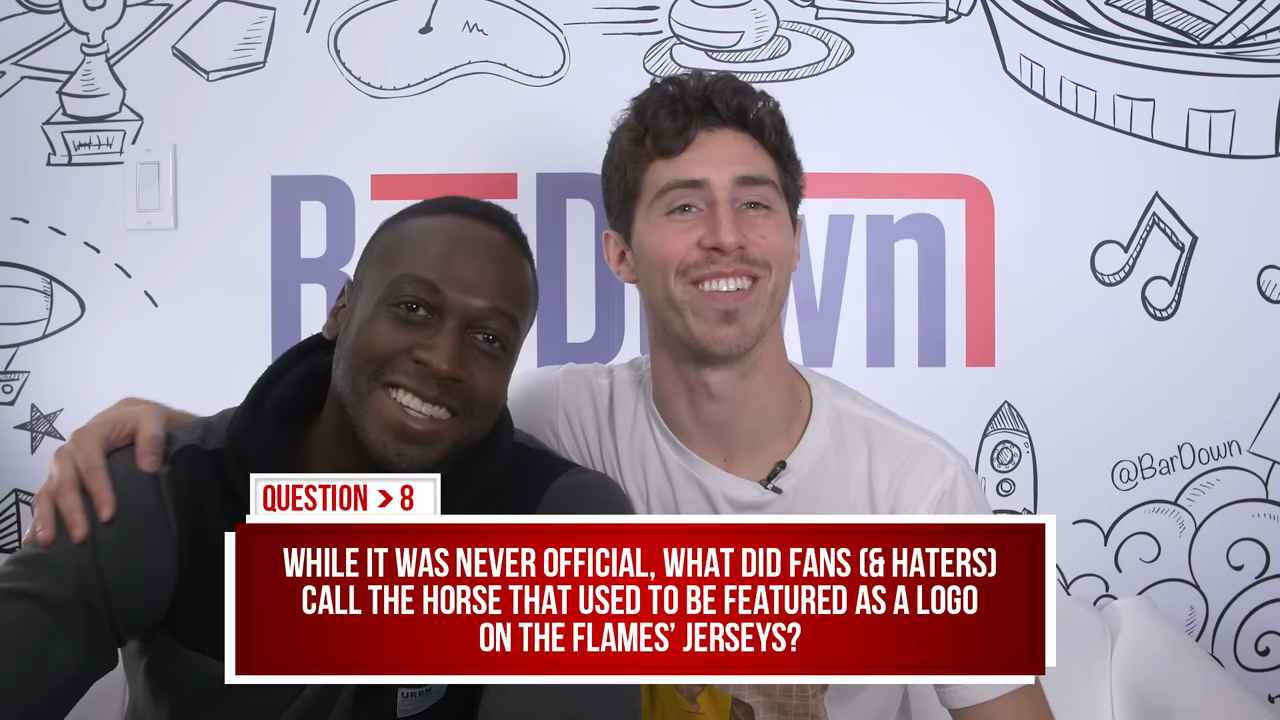 BarDown
@BarDown
QUESTION > 8
WHILE IT WAS NEVER OFFICIAL, WHAT DID FANS (& HATERS)
CALL THE HORSE THAT USED TO BE FEATURED AS A LOGO
ON THE FLAMES' JERSEYS?